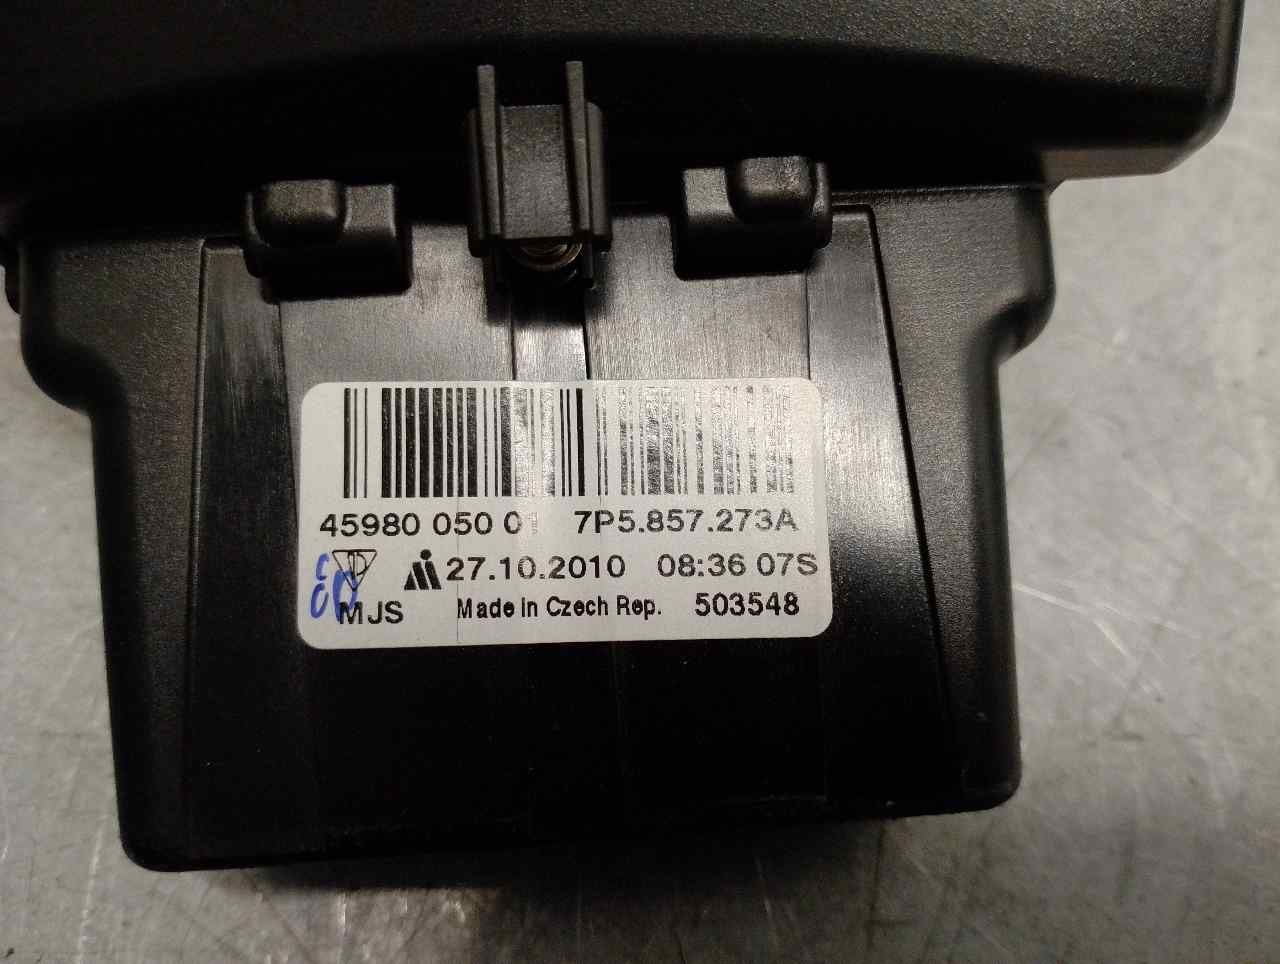 45980 050 01 7P5.857.273A
27.10.2010 08:36 07S
MJS Made in Czech Rep. 503548